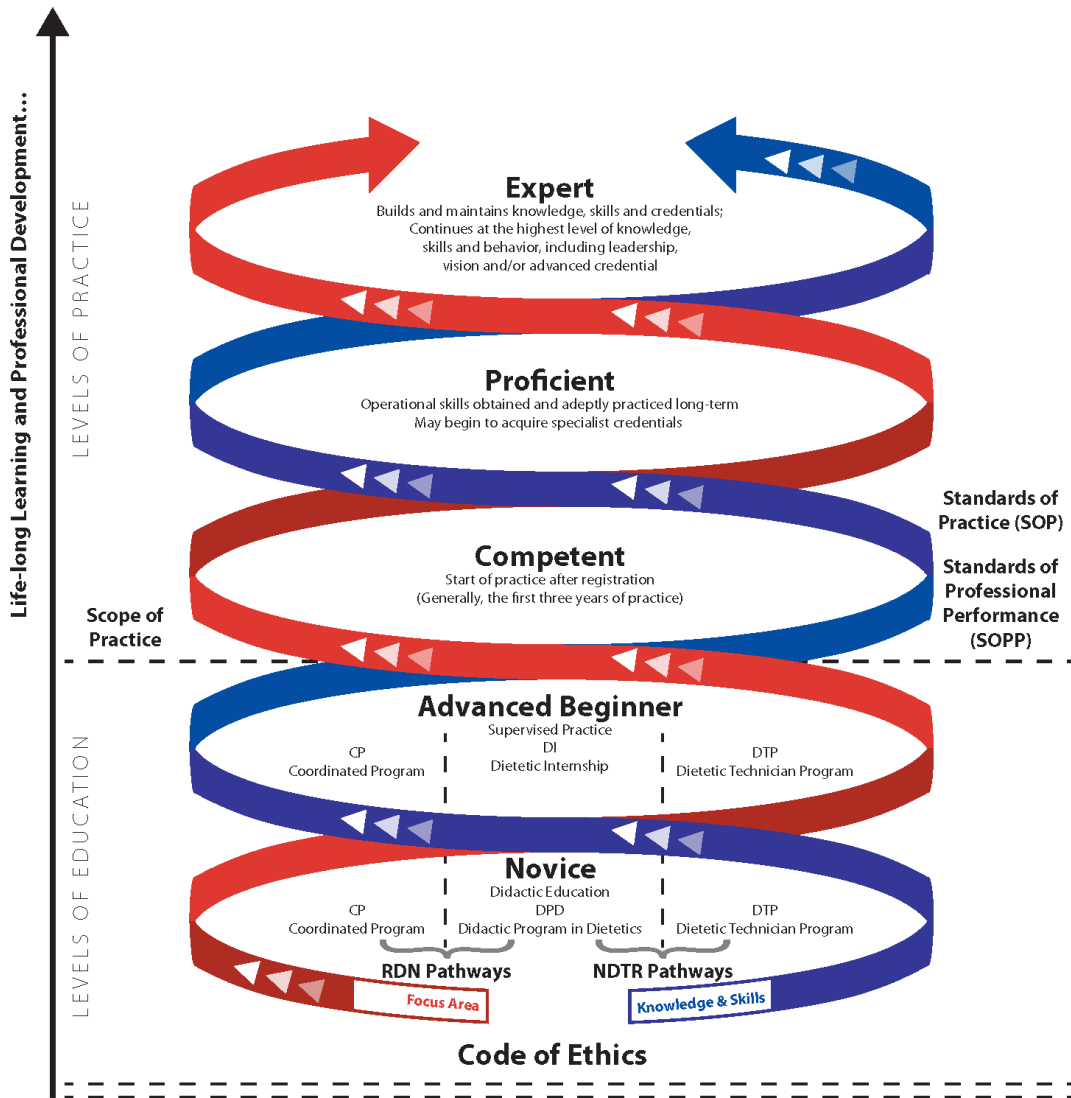 Life-long Learning and Professional Development...
LEVELS OF PRACTICE
Expert
Builds and maintains knowledge, skills and credentials;
Continues at the highest level of knowledge,
skills and behavior, including leadership,
vision and/or advanced credential
Proficient
Operational skills obtained and adeptly practiced long-term
May begin to acquire specialist credentials
Standards of
Practice (SOP)
Competent
Start of practice after registration
(Generally, the first three years of practice)
Standards of
Professional
Performance
(SOPP)
Scope of
Practice
LEVELS OF EDUCATION
Advanced Beginner
Supervised Practice
DI
Dietetic Internship
CP
Coordinated Program
DTP
Dietetic Technician Program
Novice
Didactic Education
CP
Coordinated Program
DPD
Didactic Program in Dietetics
DTP
Dietetic Technician Program
RDN Pathways
NDTR Pathways
Focus Area
Knowledge & Skills
Code of Ethics